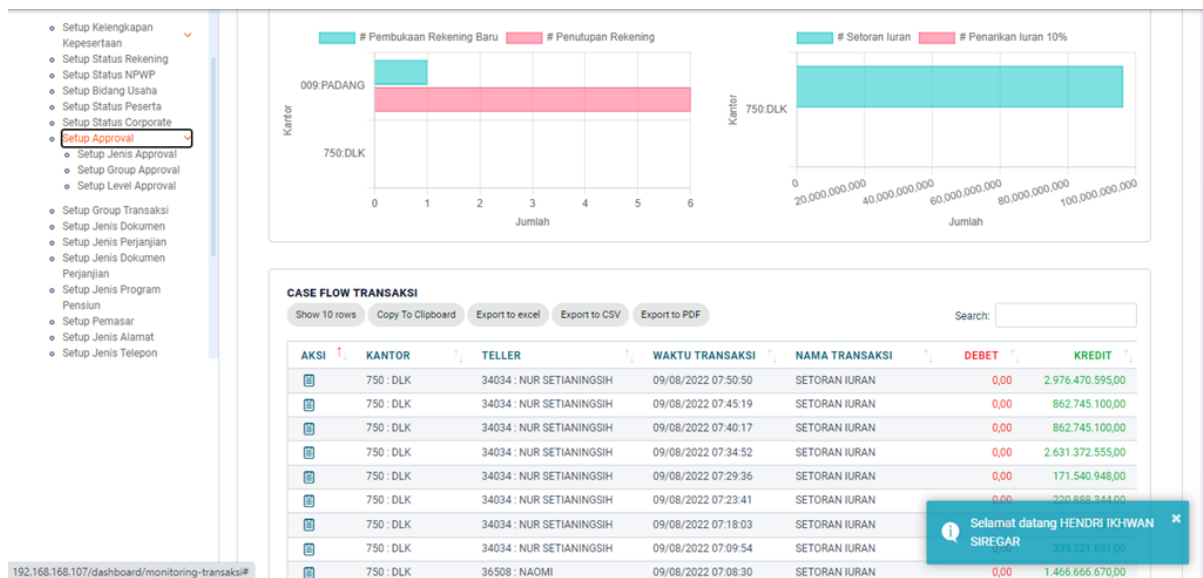 Setup Kelengkapan
Kepesertaan
Setup Status Rekening
Setup Status NPWP
Setup Bidang Usaha
Setup Status Peserta
Setup Status Corporate
Setup Approval
Setup Jenis Approval
Setup Group Approval
Setup Level Approval
Setup Group Transaksi
Setup Jenis Dokumen
Setup Jenis Perjanjian
Setup Jenis Dokumen
Perjanjian
Setup Jenis Program
Pensiun
Setup Pemasar
Setup Jenis Alamat
Setup Jenis Telepon
# Pembukaan Rekening Baru # Penutupan Rekening
Kantor
009:PADANG
750:DLK
0 1 2 3 4 5 6
Jumlah
# Setoran Iuran # Penarikan Iuran 10%
Kantor
750:DLK
0 20,000,000,000 40,000,000,000 60,000,000,000 80,000,000,000 100,000,000,000
Jumlah
CASE FLOW TRANSAKSI
Show 10 rows Copy To Clipboard Export to excel Export to CSV Export to PDF Search:
AKSI KANTOR TELLER WAKTU TRANSAKSI NAMA TRANSAKSI DEBET KREDIT
750 : DLK 34034 : NUR SETIANINGSIH 09/08/2022 07:50:50 SETORAN IURAN 0,00 2.976.470.595,00
750 : DLK 34034 : NUR SETIANINGSIH 09/08/2022 07:45:19 SETORAN IURAN 0,00 862.745.100,00
750 : DLK 34034 : NUR SETIANINGSIH 09/08/2022 07:40:17 SETORAN IURAN 0,00 862.745.100,00
750 : DLK 34034 : NUR SETIANINGSIH 09/08/2022 07:34:52 SETORAN IURAN 0,00 2.631.372.555,00
750 : DLK 34034 : NUR SETIANINGSIH 09/08/2022 07:29:36 SETORAN IURAN 0,00 171.540.948,00
750 : DLK 34034 : NUR SETIANINGSIH 09/08/2022 07:23:41 SETORAN IURAN 0,00 220.888.344,00
750 : DLK 34034 : NUR SETIANINGSIH 09/08/2022 07:18:03 SETORAN IURAN
750 : DLK 34034 : NUR SETIANINGSIH 09/08/2022 07:09:54 SETORAN IURAN 339.221.631,00
750 : DLK 36508 : NAOMI 09/08/2022 07:08:30 SETORAN IURAN 0,00 1.466.666.670,00
Selamat datang HENDRI IKHWAN
SIREGAR
192.168.168.107/dashboard/monitoring-transaksi#